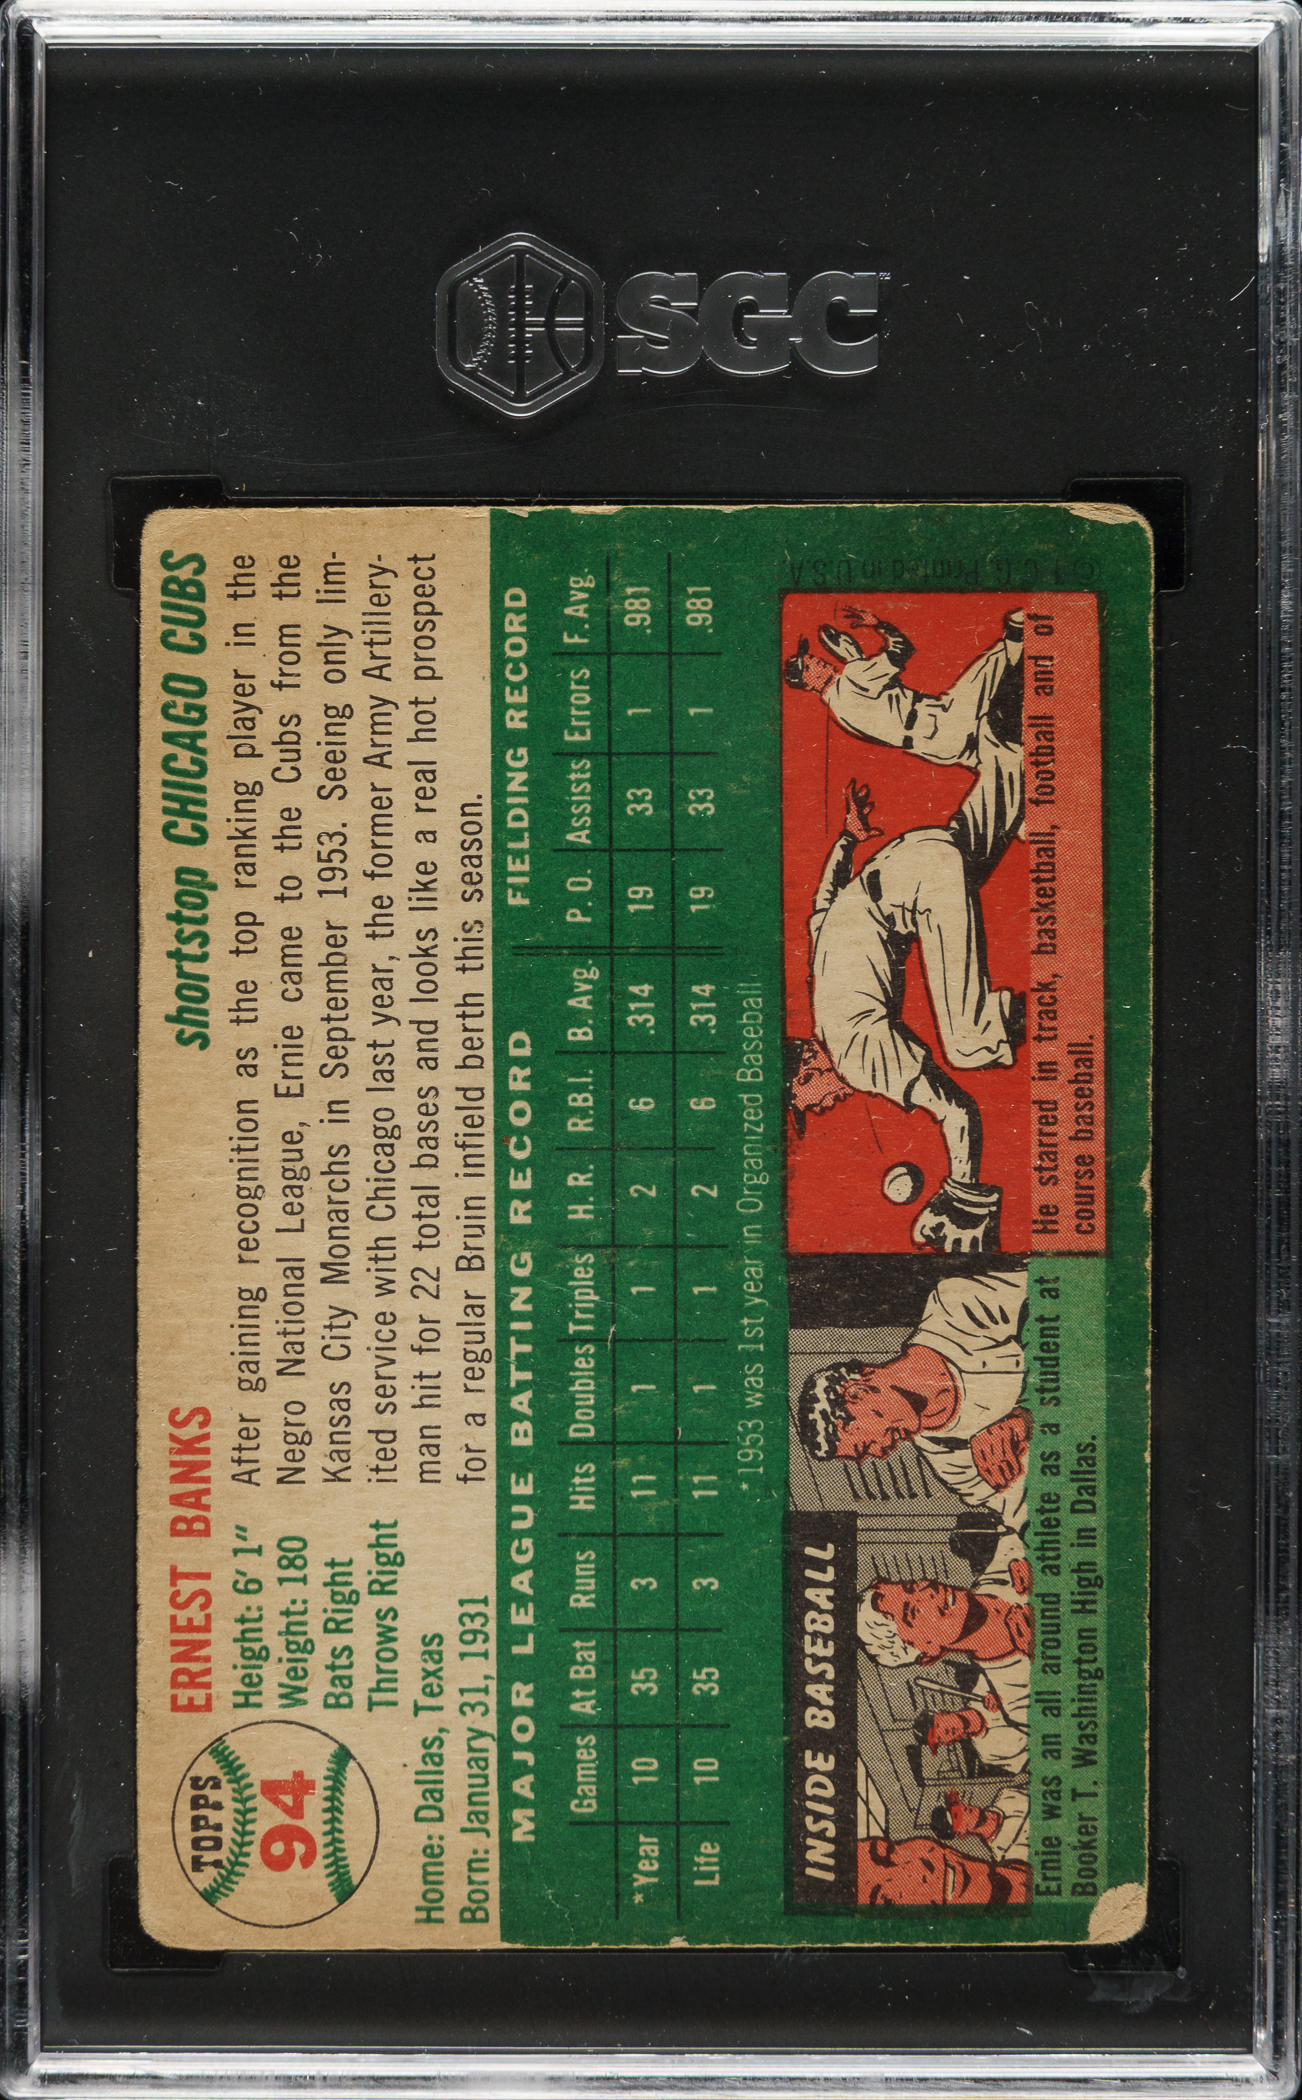 SGC
TOPPS
94
ERNEST BANKS
shortstop CHICAGO CUBS
Height: 6' 1"
Weight: 180
Bats Right
Throws Right
Home: Dallas, Texas
Born: January 31, 1931
After gaining recognition as the top ranking player in the
Negro National League, Ernie came to the Cubs from the
Kansas City Monarchs in September 1953. Seeing only lim-
ited service with Chicago last year, the former Army Artillery-
man hit for 22 total bases and looks like a real hot prospect
for a regular Bruin infield berth this season.
MAJOR LEAGUE BATTING RECORD FIELDING RECORD
Games At Bat Runs Hits Doubles Triples H. R. R.B.I. B. Avg. P. O. Assists Errors F. Avg.
*Year 10 35 3 11 1 1 2 6 .314 19 33 1 .981
Life 10 35 3 11 1 1 2 6 .314 19 33 1 .981
*1953 was 1st year in Organized Baseball.
INSIDE BASEBALL
Ernie was an all around athlete as a student at
Booker T. Washington High in Dallas.
He starred in track, basketball, football and of
course baseball.
© T. C. G. Printed in U.S.A.